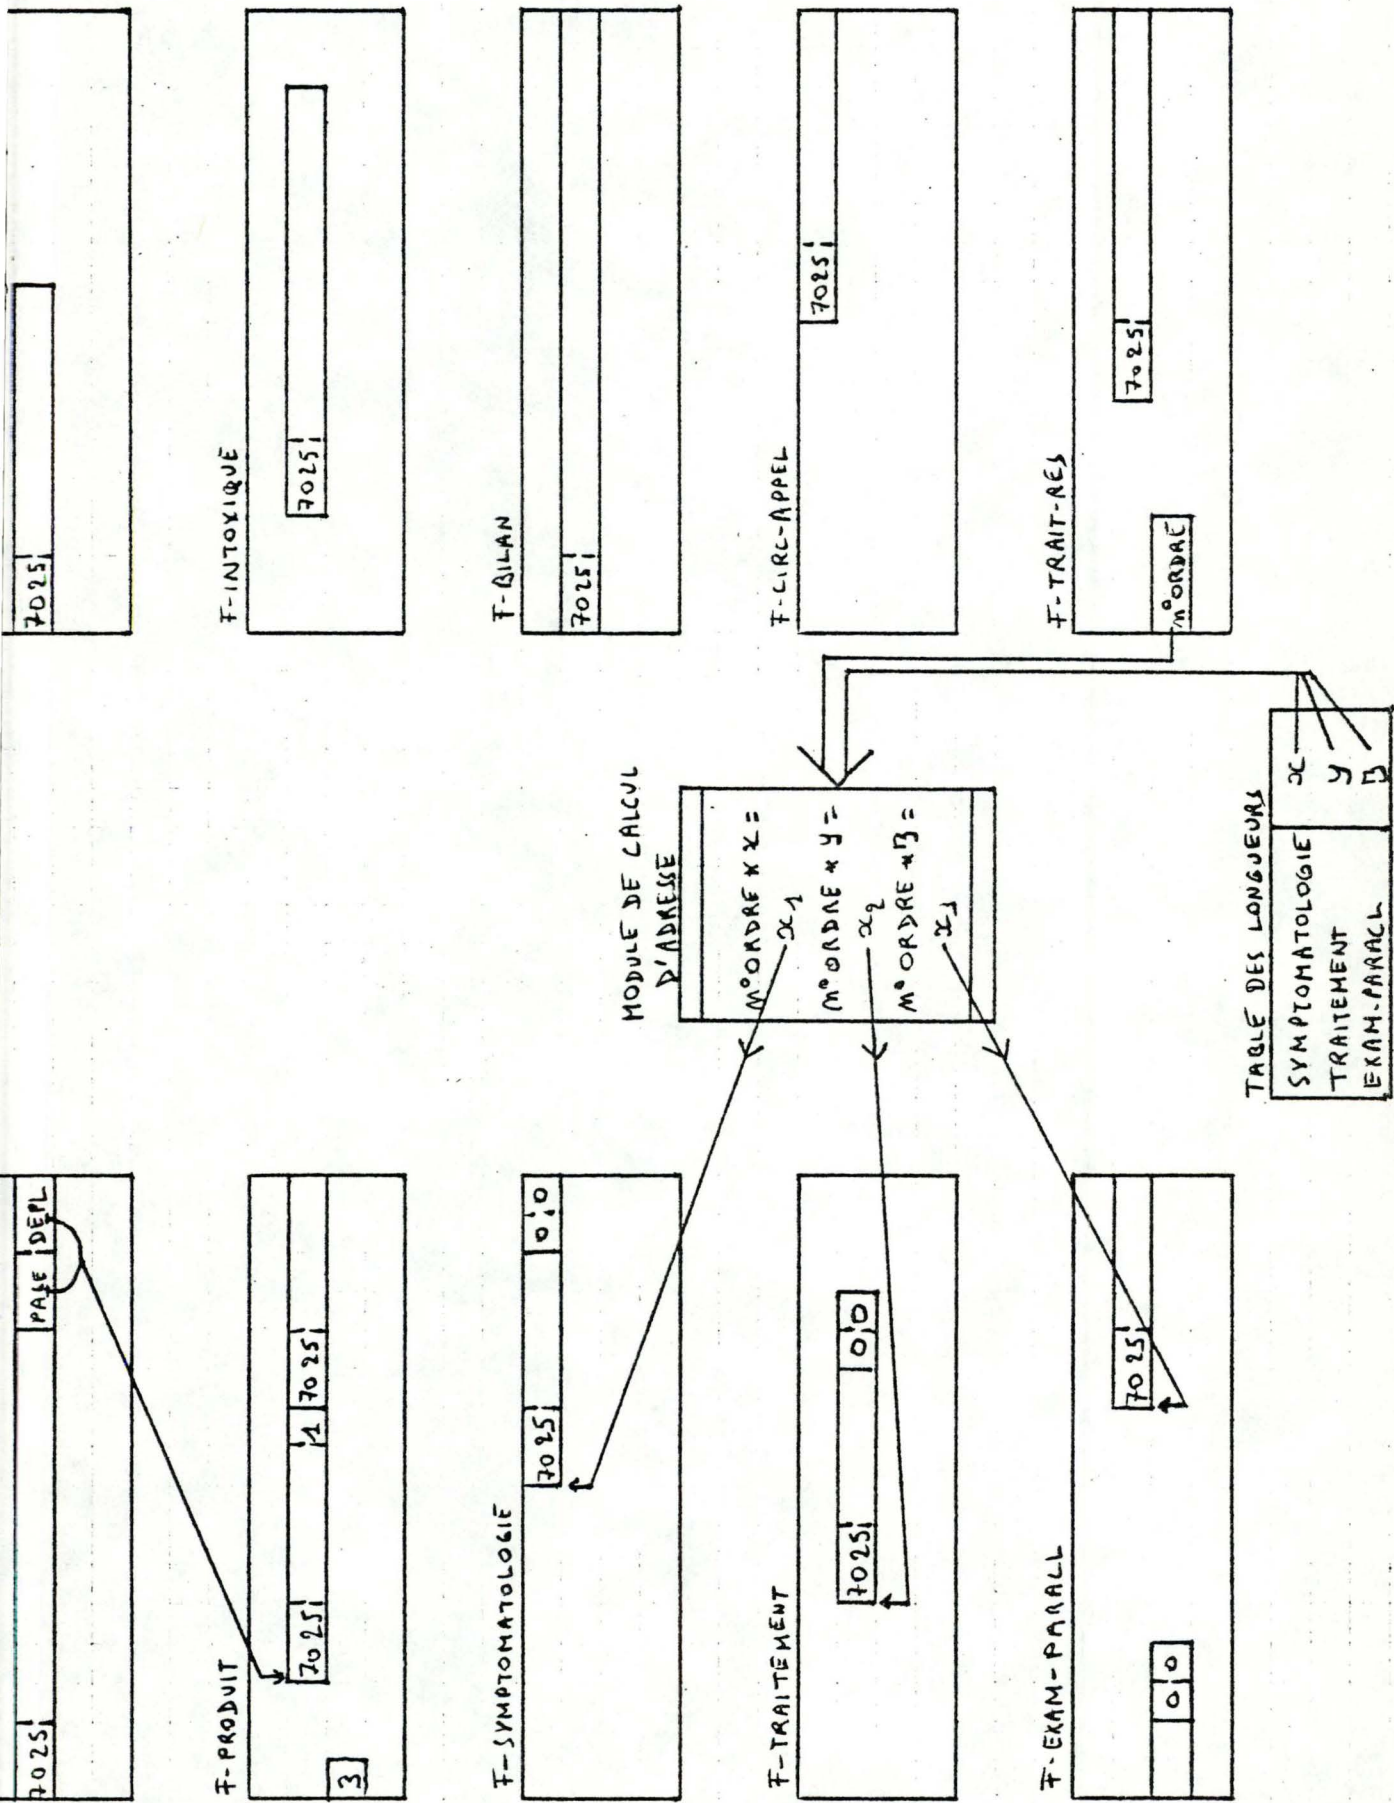 7025
PAGE DEPL
7025
F-PRODUIT
F-INTOXIQUE
3
7025
1
7025
7025
F-SYMPTOMATOLOGIE
F-BILAN
7025
0 0
7025
MODULE DE CALCUL
D'ADRESSE
n° ORDRE * x =
x1
n° ORDRE * y =
x2
n° ORDRE * z =
F-TRAITEMENT
F-CIRC-APPEL
7025
0 0
7025
F-EXAM-PARALL
F-TRAIT-RES
7025
7025
0 0
n° ORDRE
TABLE DES LONGUEURS
SYMPTOMATOLOGIE x
TRAITEMENT y
EXAM-PARACL z